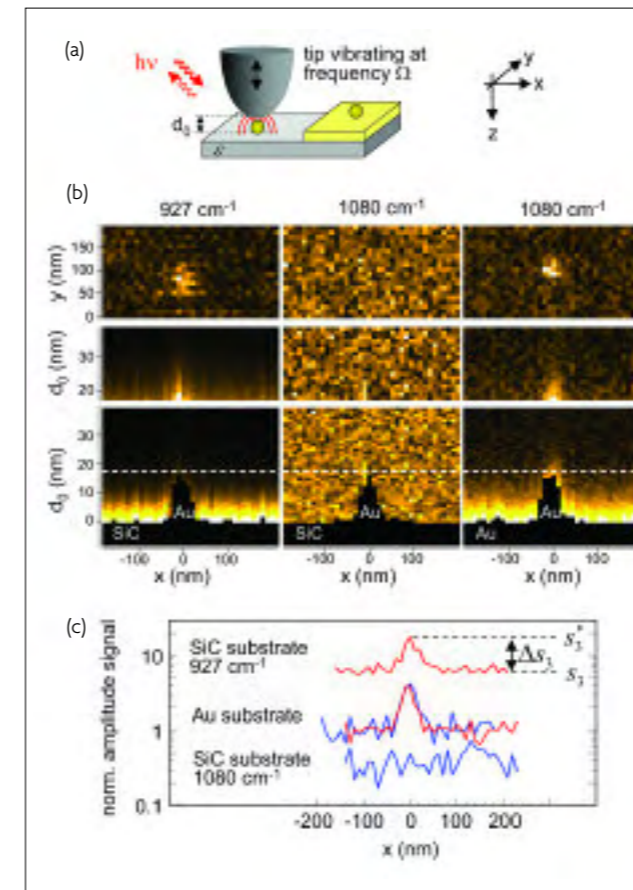 (a)
hν
tip vibrating at
frequency Ω
d₀
ε
y
x
z
(b)
927 cm⁻¹ 1080 cm⁻¹ 1080 cm⁻¹
y (nm)
150
100
50
0
d₀ (nm)
30
20
d₀ (nm)
30
20
10
0
Au Au Au
SiC SiC Au
-100 0 100 -100 0 100 -100 0 100
x (nm) x (nm) x (nm)
(c)
norm. amplitude signal
10
1
0.1
SiC substrate
927 cm⁻¹
Au substrate
SiC substrate
1080 cm⁻¹
s₃*
Δs₃
s₃
-200 -100 0 100 200
x (nm)